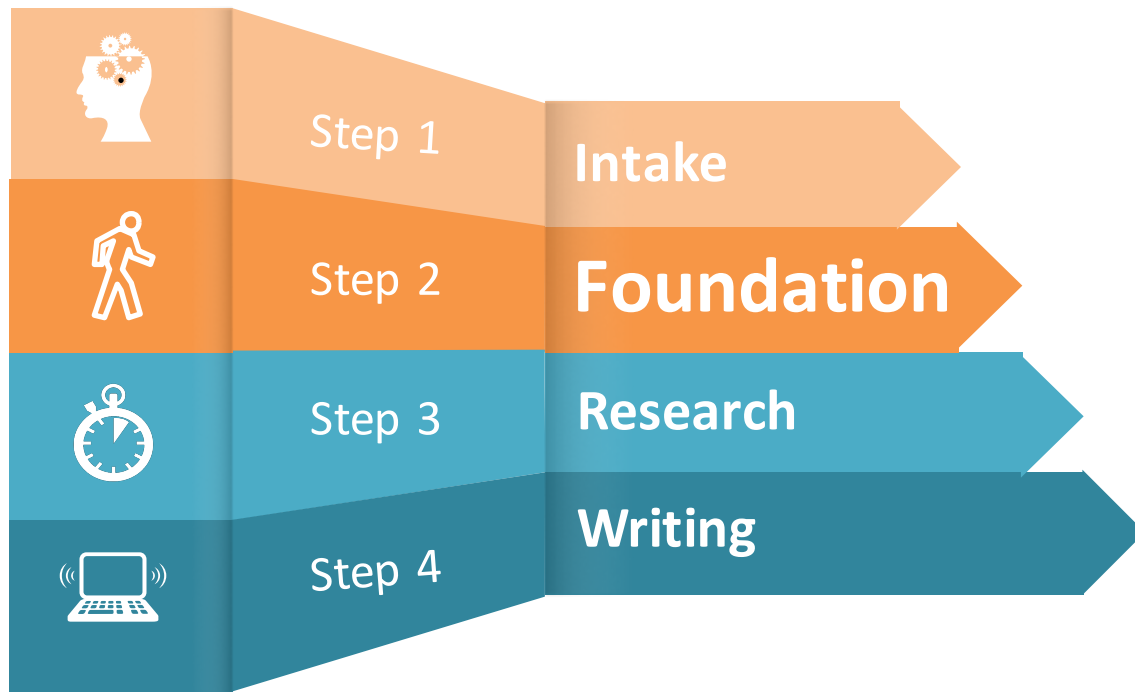 Step 1
Intake
Step 2
Foundation
Step 3
Research
Step 4
Writing